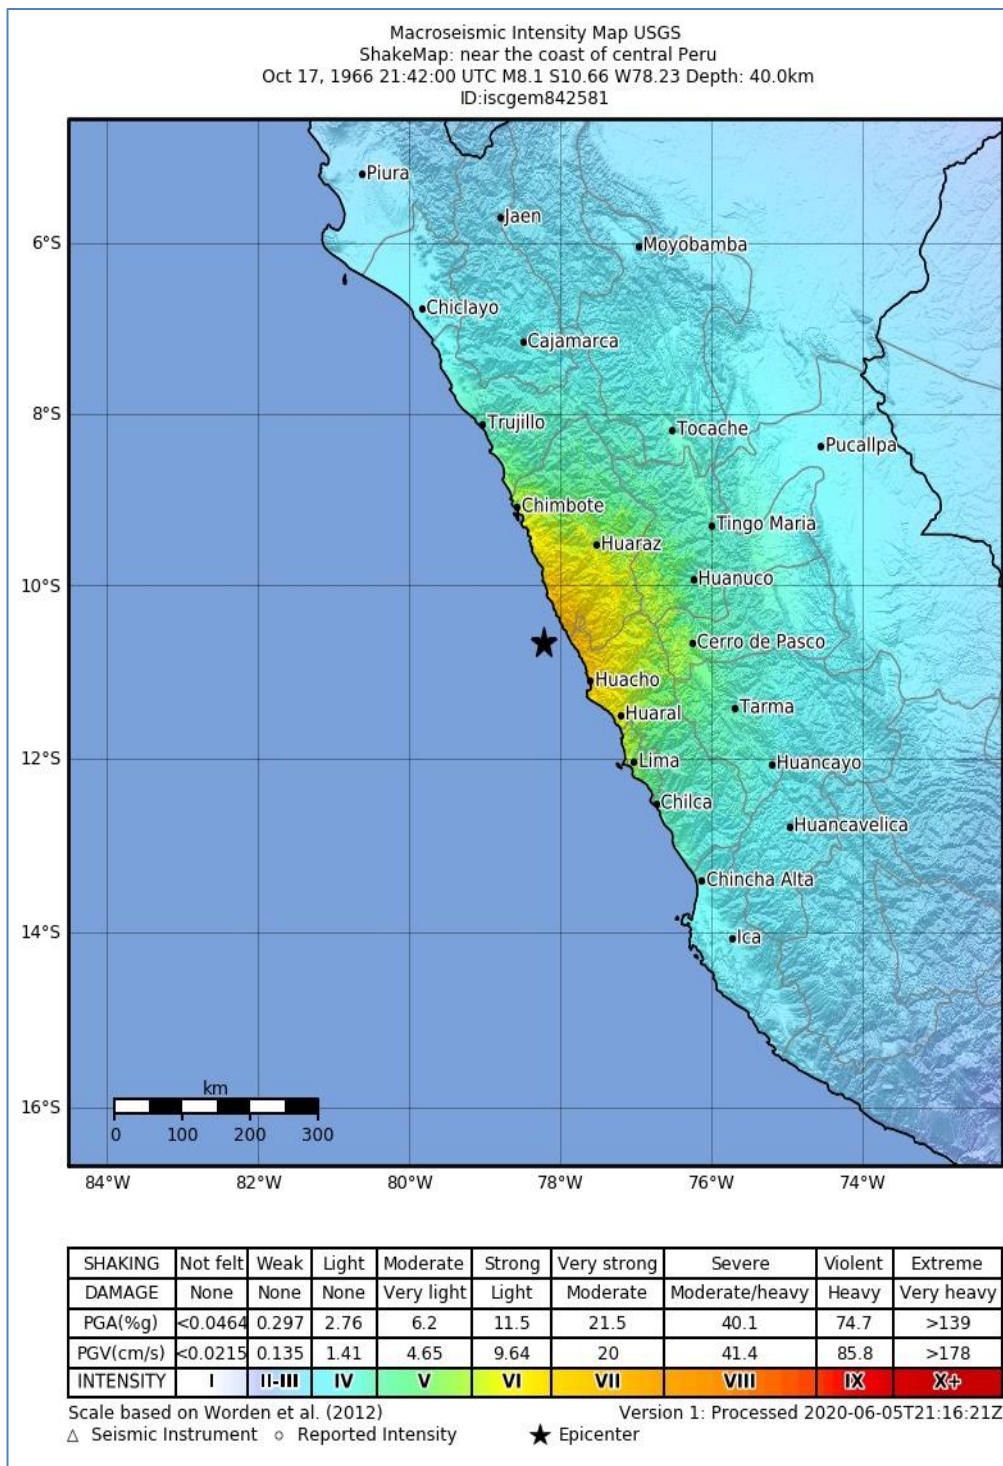 Macroseismic Intensity Map USGS
ShakeMap: near the coast of central Peru
Oct 17, 1966 21:42:00 UTC M8.1 S10.66 W78.23 Depth: 40.0km
ID:iscgem842581
Piura
Jaen
6°S
Moyobamba
Chiclayo
Cajamarca
8°S
Trujillo
Tocache
Pucallpa
Chimbote
Tingo Maria
Huaraz
10°S
Huanuco
Cerro de Pasco
Huacho
Huaral
Tarma
12°S
Lima
Huancayo
Chilca
Huancavelica
Chincha Alta
14°S
Ica
km
16°S
0 100 200 300
84°W 82°W 80°W 78°W 76°W 74°W
SHAKING Not felt Weak Light Moderate Strong Very strong Severe Violent Extreme
DAMAGE None None None Very light Light Moderate Moderate/heavy Heavy Very heavy
PGA(%g) <0.0464 0.297 2.76 6.2 11.5 21.5 40.1 74.7 >139
PGV(cm/s) <0.0215 0.135 1.41 4.65 9.64 20 41.4 85.8 >178
INTENSITY I II-III IV V VI VII VIII IX X+
Scale based on Worden et al. (2012) Version 1: Processed 2020-06-05T21:16:21Z
△ Seismic Instrument ○ Reported Intensity ★ Epicenter